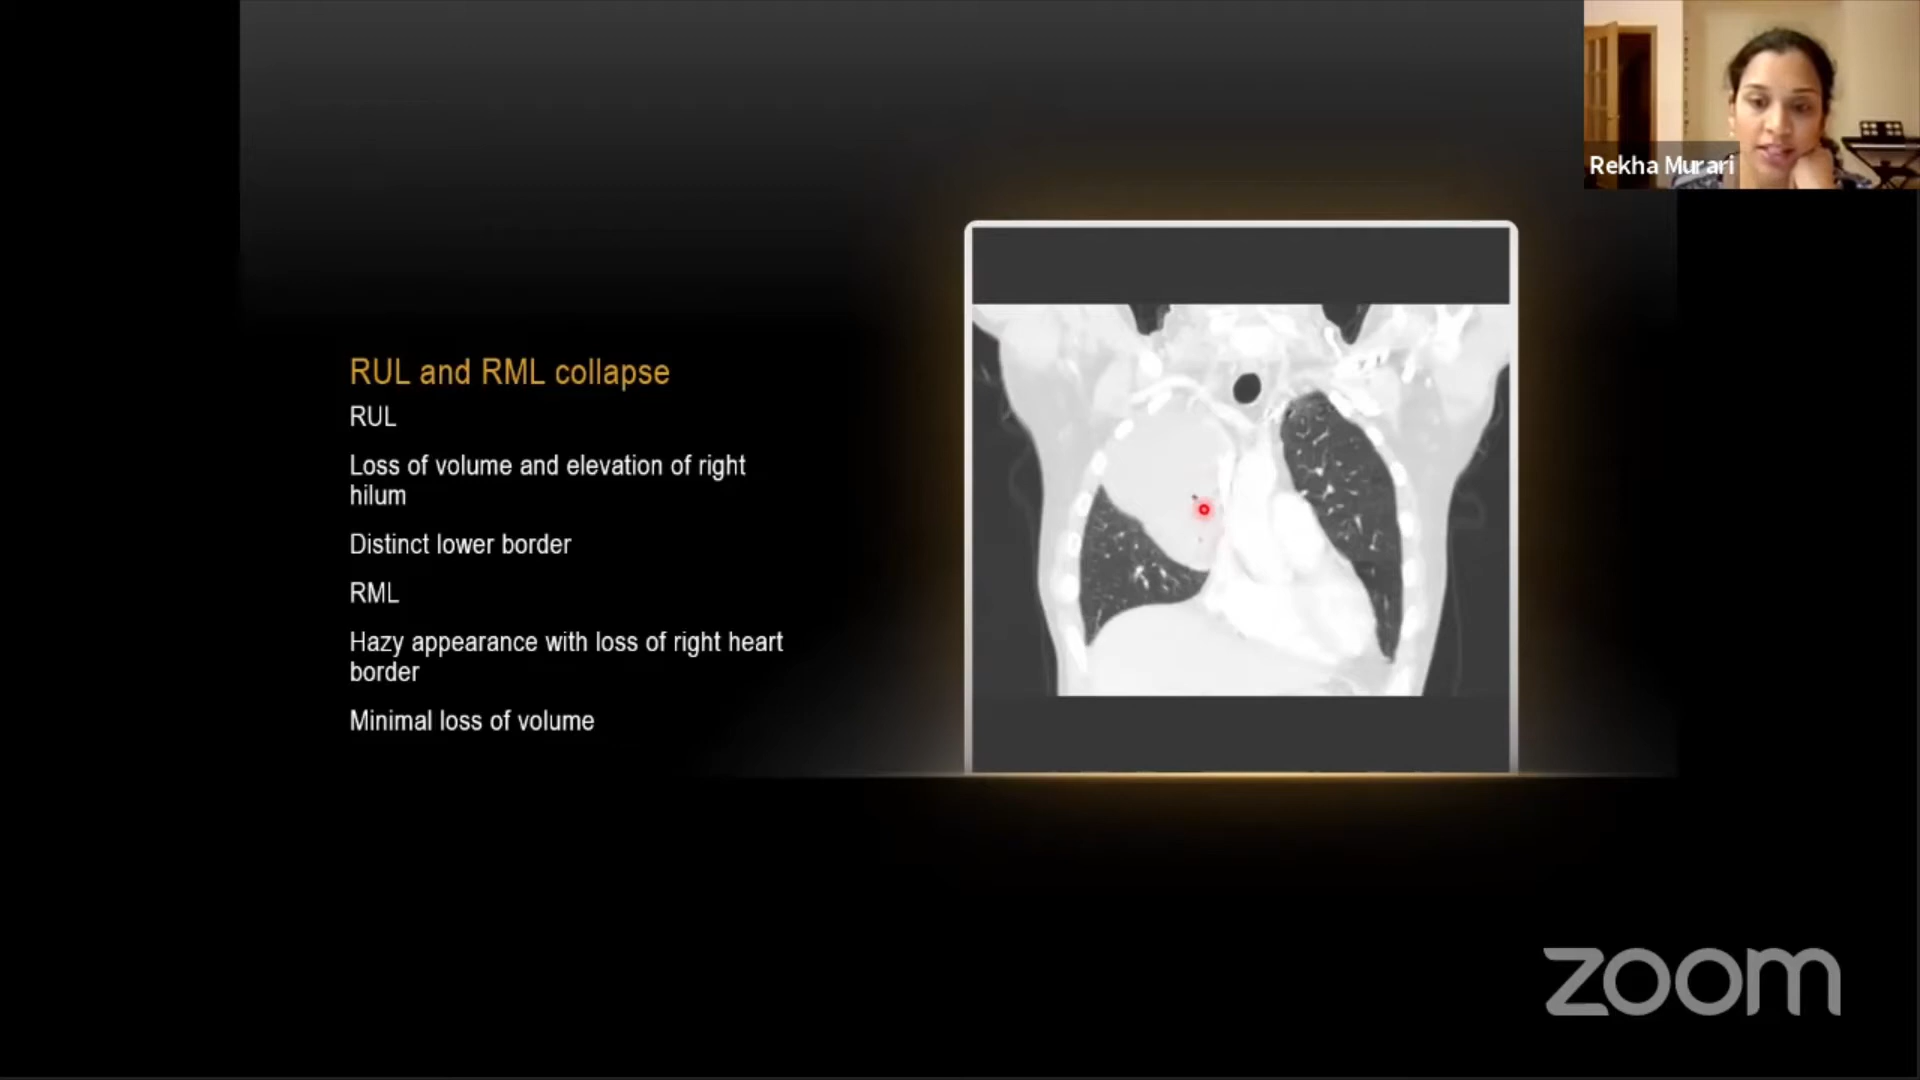 Rekha Murari
RUL and RML collapse
RUL
Loss of volume and elevation of right
hilum
Distinct lower border
RML
Hazy appearance with loss of right heart
border
Minimal loss of volume
zoom